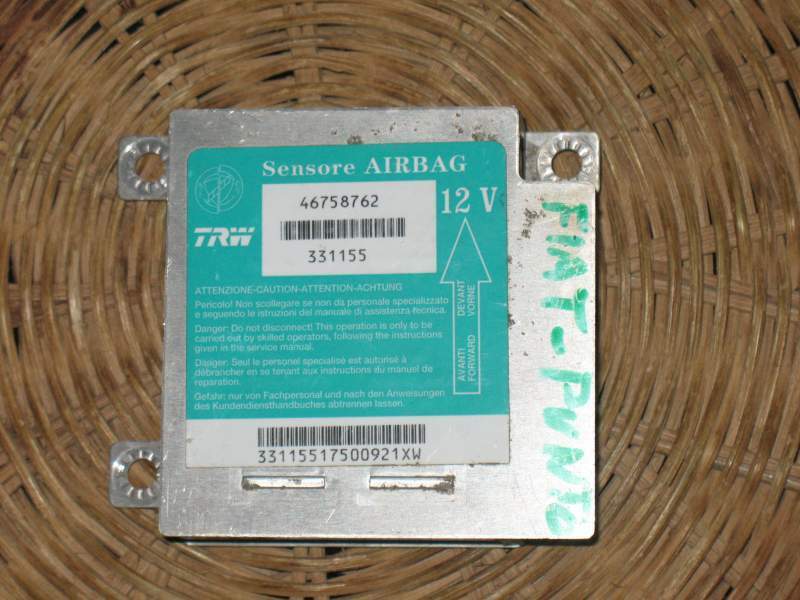 Sensore AIRBAG
46758762
12 V
TRW
331155
ATTENZIONE-CAUTION-ATTENTION-ACHTUNG
Pericolo! Non scollegare se non da personale specializzato
e seguendo le istruzioni del manuale di assistenza tecnica.
Danger: Do not disconnect! This operation is only to be
carried out by skilled operators, following the instructions
given in the service manual.
Danger: Seul le personel specialisé est autorisé à
débrancher en se tenant aux instructions du manuel de
reparation.
Gefahr: nur von Fachpersonal und nach den Anweisungen
des Kundendiensthandbuches abtrennen lassen.
AVANTI DEVANT
FORWARD VORNE
33115517500921XW
FIAT-PUNTO